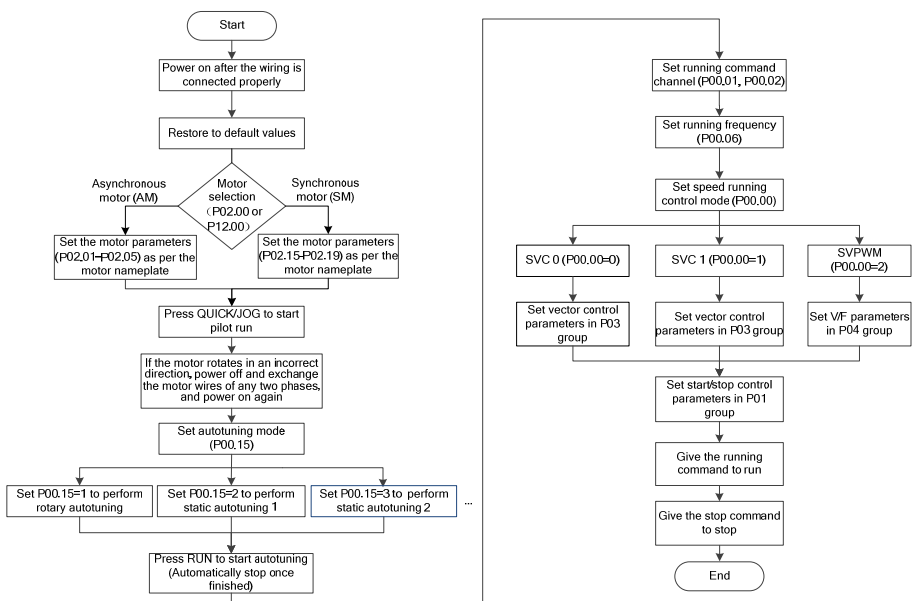 Start
Power on after the wiring is
connected properly
Restore to default values
Asynchronous
motor (AM)
Motor
selection
(P02.00 or
P12.00)
Synchronous
motor (SM)
Set the motor parameters
(P02.01–P02.05) as per the
motor nameplate
Set the motor parameters
(P02.15-P02.19) as per the
motor nameplate
Press QUICK/JOG to start
pilot run
If the motor rotates in an incorrect
direction, power off and exchange
the motor wires of any two phases,
and power on again
Set autotuning mode
(P00.15)
Set P00.15=1 to perform
rotary autotuning
Set P00.15=2 to perform
static autotuning 1
Set P00.15=3 to perform
static autotuning 2
...
Press RUN to start autotuning
(Automatically stop once
finished)
Set running command
channel (P00.01, P00.02)
Set running frequency
(P00.06)
Set speed running
control mode (P00.00)
SVC 0 (P00.00=0)
SVC 1 (P00.00=1)
SVPWM
(P00.00=2)
Set vector control
parameters in P03
group
Set vector control
parameters in P03 group
Set V/F parameters
in P04 group
Set start/stop control
parameters in P01
group
Give the running
command to run
Give the stop command
to stop
End